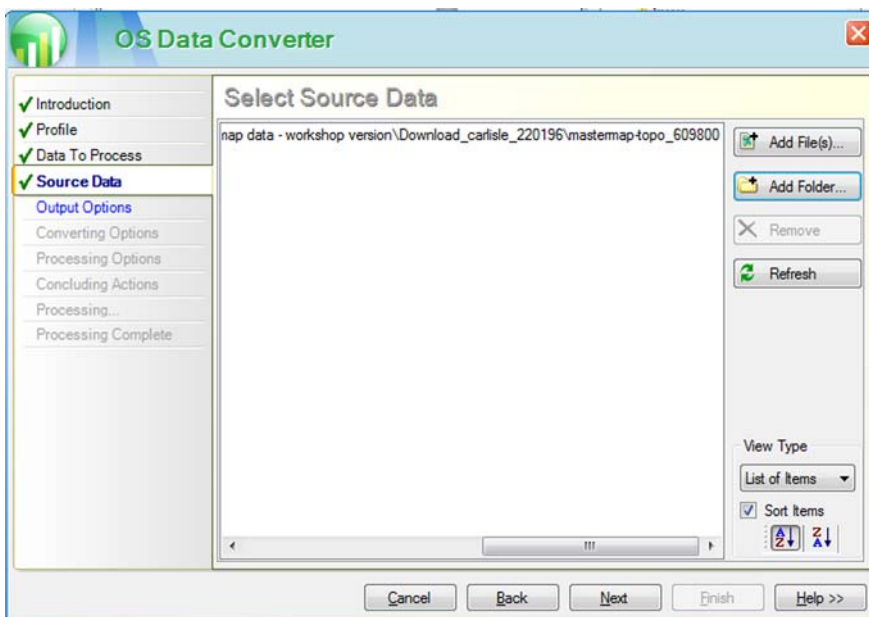 OS Data Converter
Introduction
Profile
Data To Process
Source Data
Output Options
Converting Options
Processing Options
Concluding Actions
Processing...
Processing Complete
Select Source Data
nap data - workshop version\Download_carlisle_220196\mastermap-topo_609800
Add File(s)...
Add Folder...
Remove
Refresh
View Type
List of Items
Sort Items
A
Z
Z
A
Cancel
Back
Next
Finish
Help >>